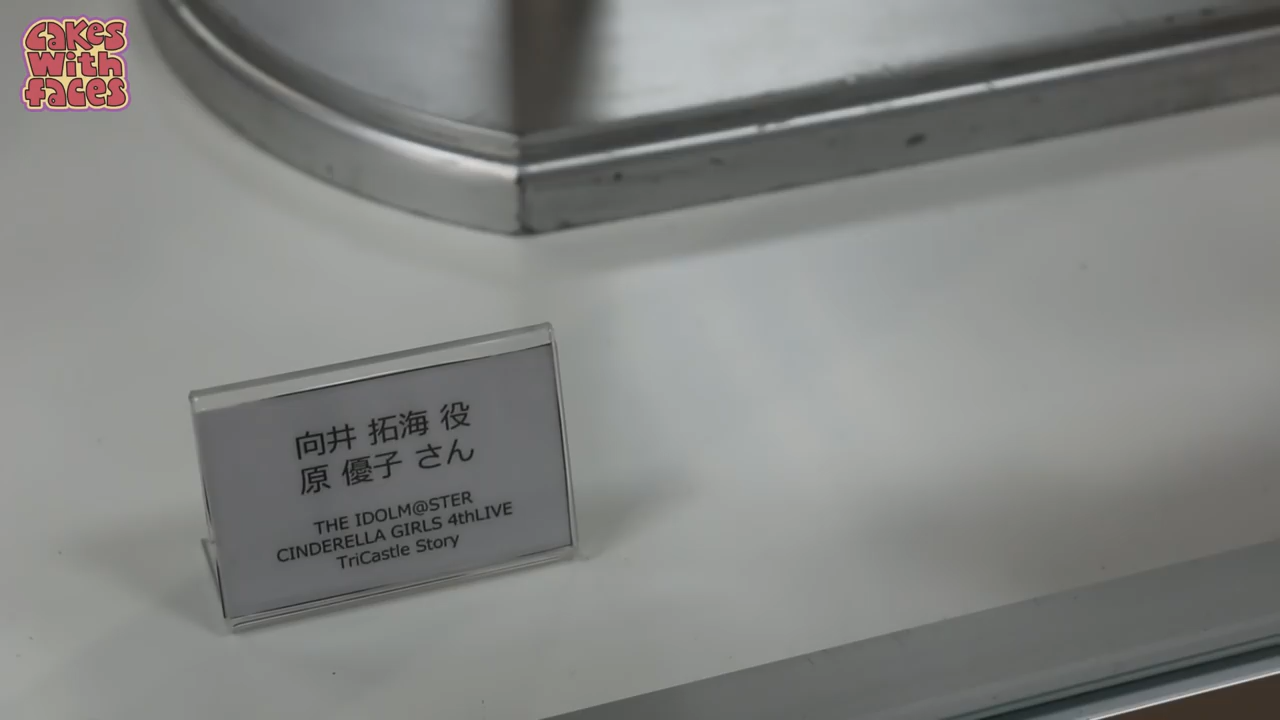 Cakes
with
faces
向井 拓海 役
原 優子 さん
THE IDOLM@STER
CINDERELLA GIRLS 4thLIVE
TriCastle Story